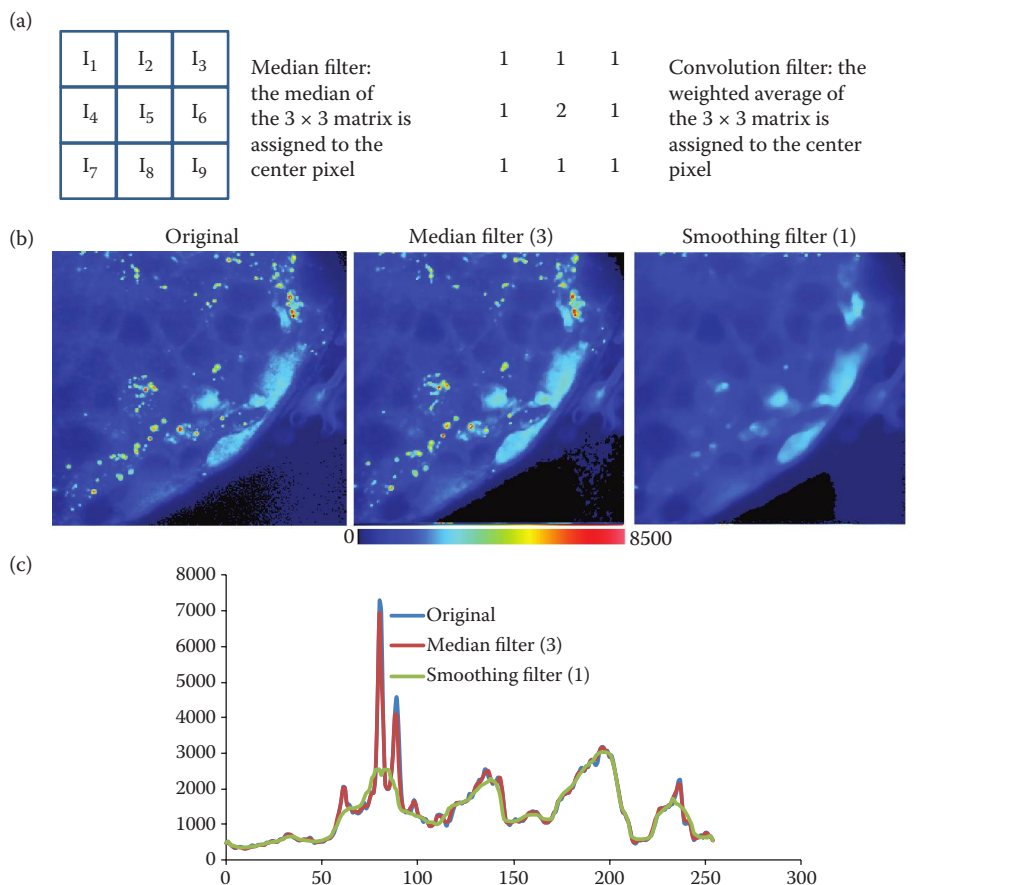 (a)
I₁ I₂ I₃
I₄ I₅ I₆
I₇ I₈ I₉
Median filter:
the median of
the 3 × 3 matrix is
assigned to the
center pixel
1 1 1
1 2 1
1 1 1
Convolution filter: the
weighted average of
the 3 × 3 matrix is
assigned to the center
pixel
(b)
Original
Median filter (3)
Smoothing filter (1)
0
8500
(c)
8000
7000
6000
5000
4000
3000
2000
1000
0
Original
Median filter (3)
Smoothing filter (1)
0 50 100 150 200 250 300